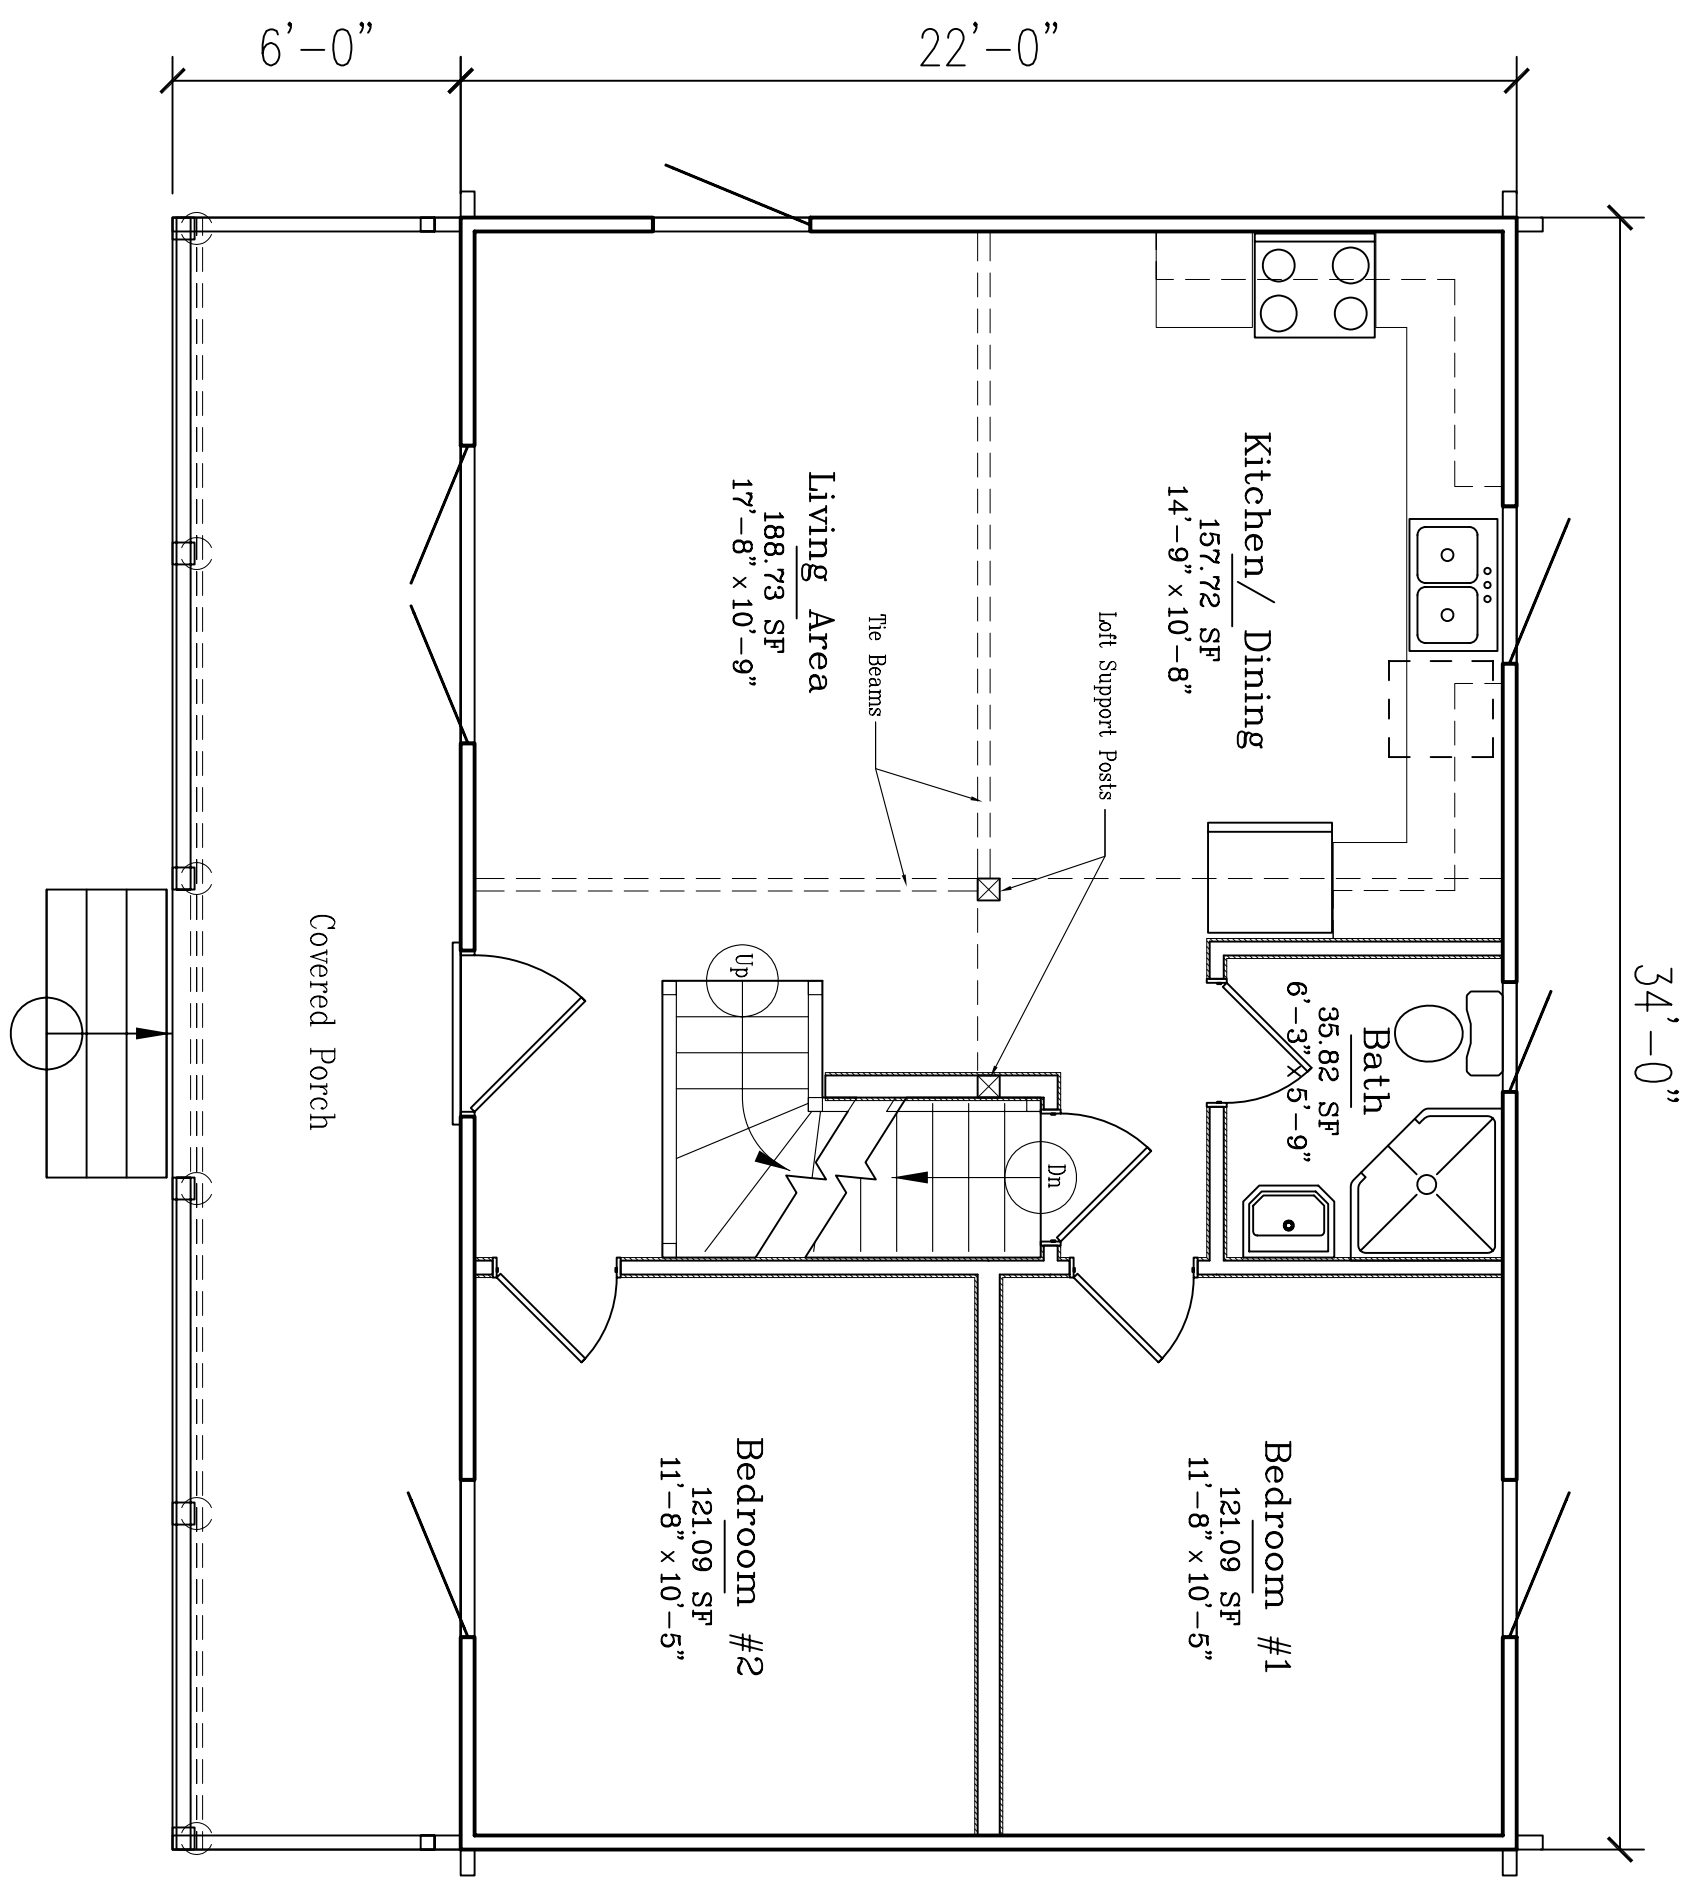 6'-0"
22'-0"
34'-0"
Kitchen/ Dining
157.72 SF
14'-9" x 10'-8"
Living Area
188.73 SF
17'-8" x 10'-9"
Tie Beams
Loft Support Posts
Bath
35.82 SF
6'-3" x 5'-9"
Up
Dn
Covered Porch
Bedroom #1
121.09 SF
11'-8" x 10'-5"
Bedroom #2
121.09 SF
11'-8" x 10'-5"